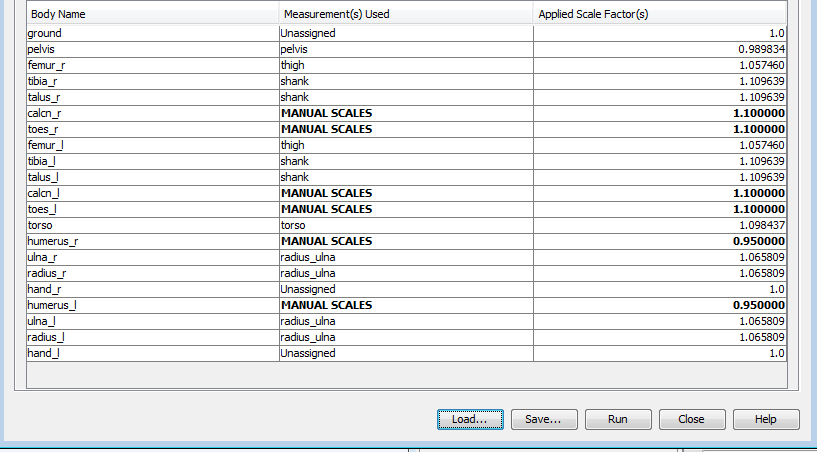 Body Name Measurement(s) Used Applied Scale Factor(s)
ground Unassigned 1.0
pelvis pelvis 0.989834
femur_r thigh 1.057460
tibia_r shank 1.109639
talus_r shank 1.109639
calcn_r MANUAL SCALES 1.100000
toes_r MANUAL SCALES 1.100000
femur_l thigh 1.057460
tibia_l shank 1.109639
talus_l shank 1.109639
calcn_l MANUAL SCALES 1.100000
toes_l MANUAL SCALES 1.100000
torso torso 1.098437
humerus_r MANUAL SCALES 0.950000
ulna_r radius_ulna 1.065809
radius_r radius_ulna 1.065809
hand_r Unassigned 1.0
humerus_l MANUAL SCALES 0.950000
ulna_l radius_ulna 1.065809
radius_l radius_ulna 1.065809
hand_l Unassigned 1.0
Load... Save... Run Close Help